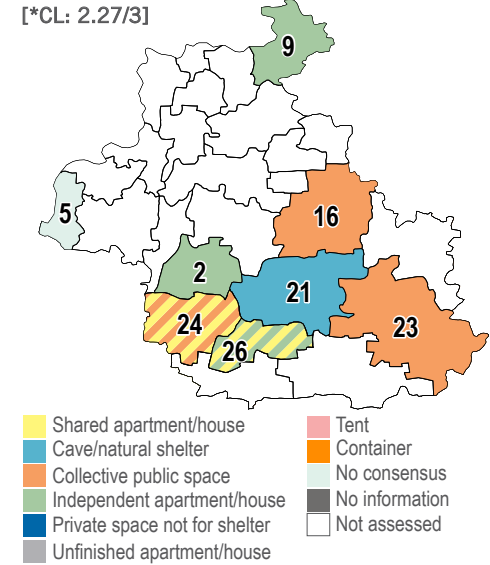 [*CL: 2.27/3]
9
5
16
2
21
24
23
26
Shared apartment/house
Cave/natural shelter
Collective public space
Independent apartment/house
Private space not for shelter
Unfinished apartment/house
Tent
Container
No consensus
No information
Not assessed